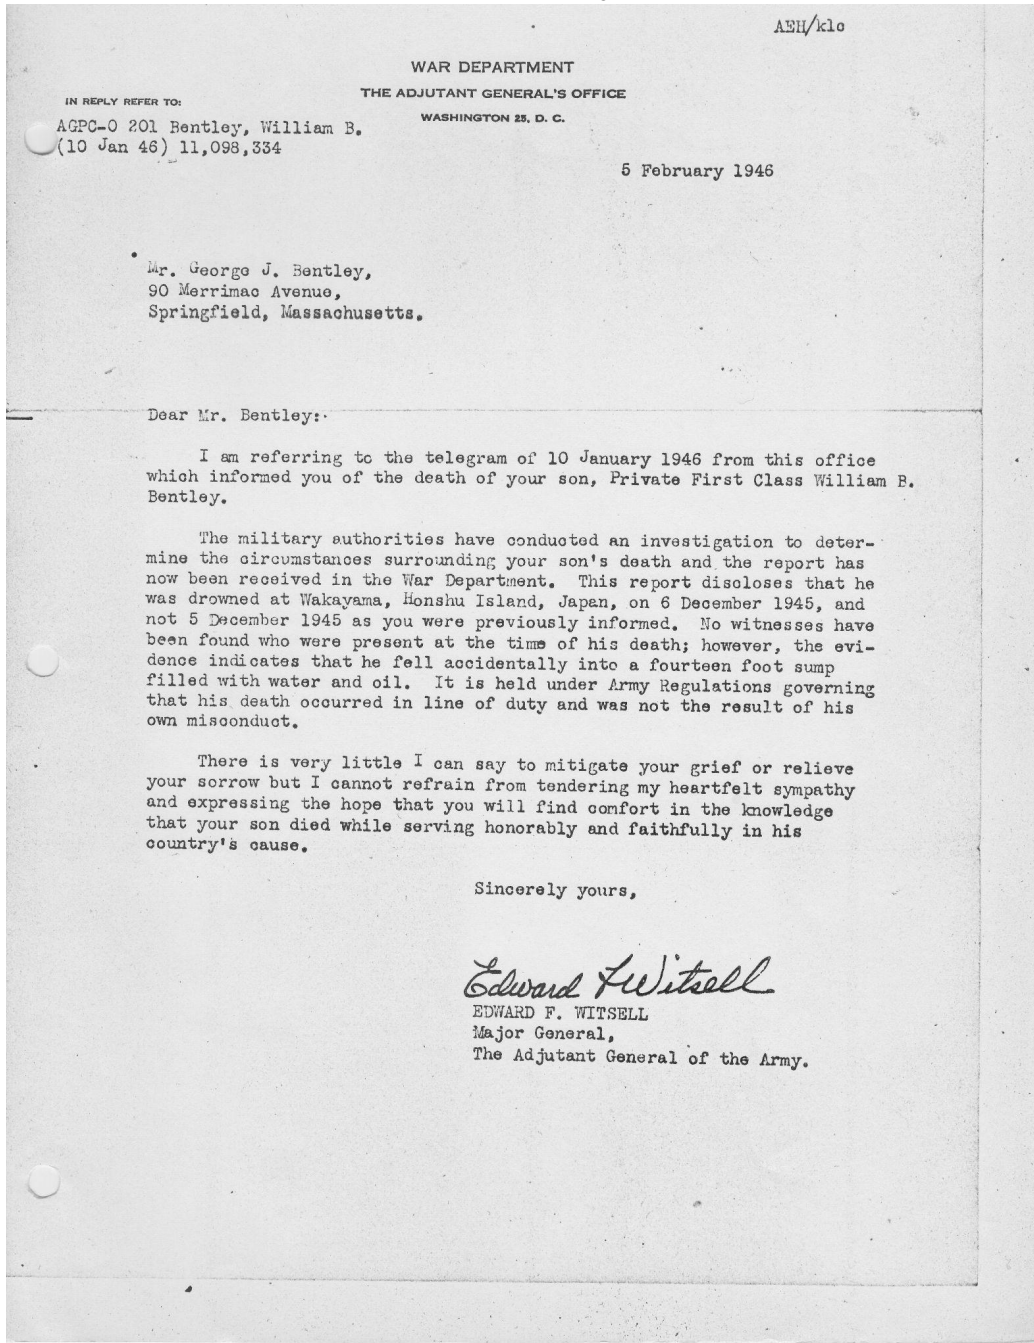 AEH/klc
WAR DEPARTMENT
THE ADJUTANT GENERAL'S OFFICE
WASHINGTON 25, D. C.
IN REPLY REFER TO:
AGPC-O 201 Bentley, William B.
(10 Jan 46) 11,098,334
5 February 1946
Mr. George J. Bentley,
90 Merrimac Avenue,
Springfield, Massachusetts.
Dear Mr. Bentley:
I am referring to the telegram of 10 January 1946 from this office
which informed you of the death of your son, Private First Class William B.
Bentley.
The military authorities have conducted an investigation to deter-
mine the circumstances surrounding your son's death and the report has
now been received in the War Department. This report discloses that he
was drowned at Wakayama, Honshu Island, Japan, on 6 December 1945, and
not 5 December 1945 as you were previously informed. No witnesses have
been found who were present at the time of his death; however, the evi-
dence indicates that he fell accidentally into a fourteen foot sump
filled with water and oil. It is held under Army Regulations governing
that his death occurred in line of duty and was not the result of his
own misconduct.
There is very little I can say to mitigate your grief or relieve
your sorrow but I cannot refrain from tendering my heartfelt sympathy
and expressing the hope that you will find comfort in the knowledge
that your son died while serving honorably and faithfully in his
country's cause.
Sincerely yours,
Edward F Witsell
EDWARD F. WITSELL
Major General,
The Adjutant General of the Army.